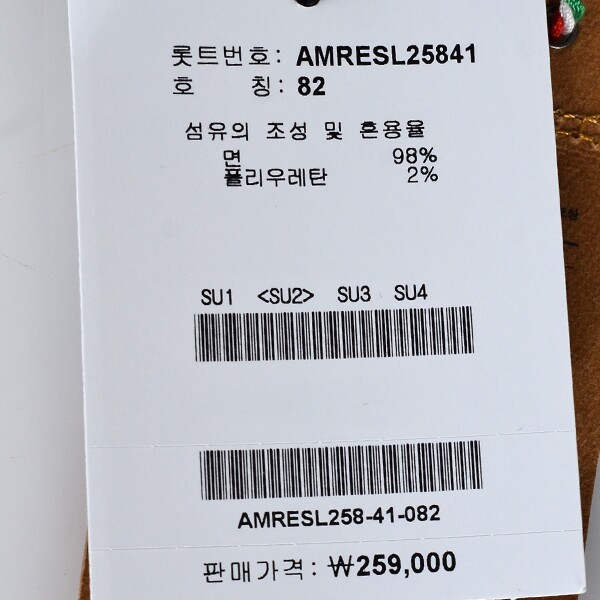 롯트번호: AMRESL25841
호 칭: 82
섬유의 조성 및 혼용율
면 98%
폴리우레탄 2%
SU1 <SU2> SU3 SU4
AMRESL258-41-082
판매가격: ₩259,000